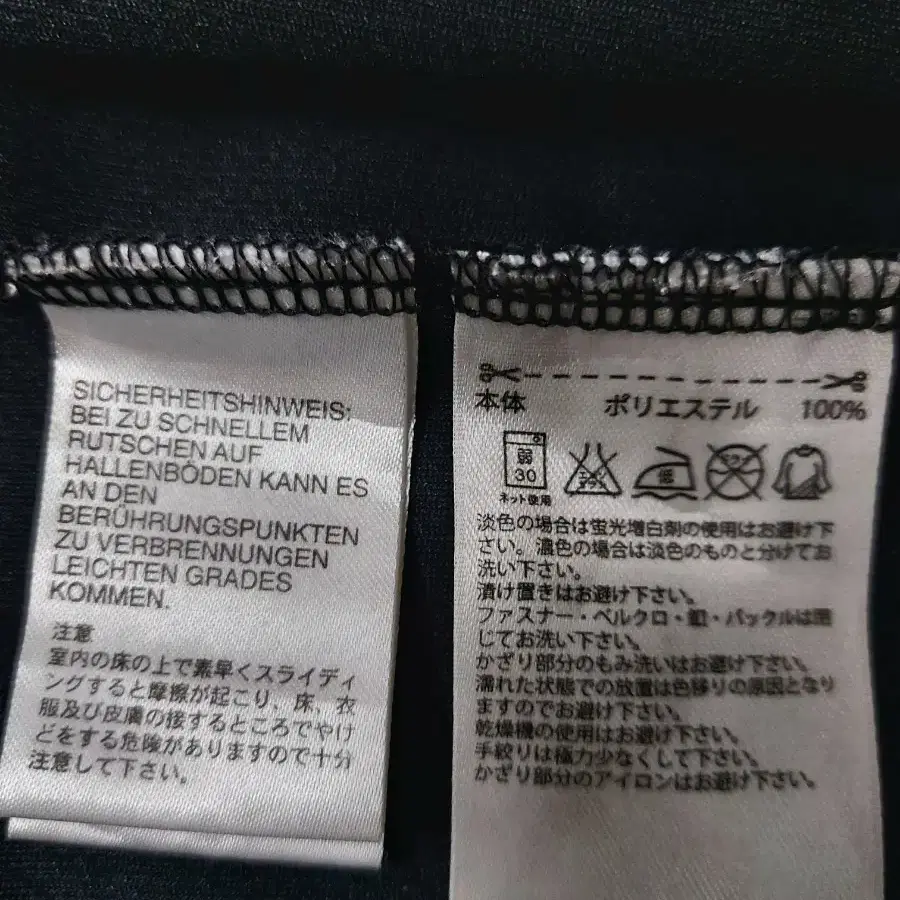 SICHERHEITSHINWEIS:
BEI ZU SCHNELLEM
RUTSCHEN AUF
HALLENBÖDEN KANN ES
AN DEN
BERÜHRUNGSPUNKTEN
ZU VERBRENNUNGEN
LEICHTEN GRADES
KOMMEN.
注意
室内の床の上で素早くスライディ
ングすると摩擦が起こり、床、衣
服及び皮膚の接するところでやけ
どをする危険がありますので十分
注意して下さい。
本体 ポリエステル 100%
弱
30
ネット使用
エンソサラシ
低
ドライ
淡色の場合は蛍光増白剤の使用はお避け下
さい。濃色の場合は淡色のものと分けてお
洗い下さい。
漬け置きはお避け下さい。
ファスナー・ベルクロ・釦・バックルは閉
じてお洗い下さい。
かざり部分のもみ洗いはお避け下さい。
濡れた状態での放置は色移りの原因となり
ますのでお避け下さい。
乾燥機の使用はお避け下さい。
手絞りは極力少なくして下さい。
かざり部分のアイロンはお避け下さい。